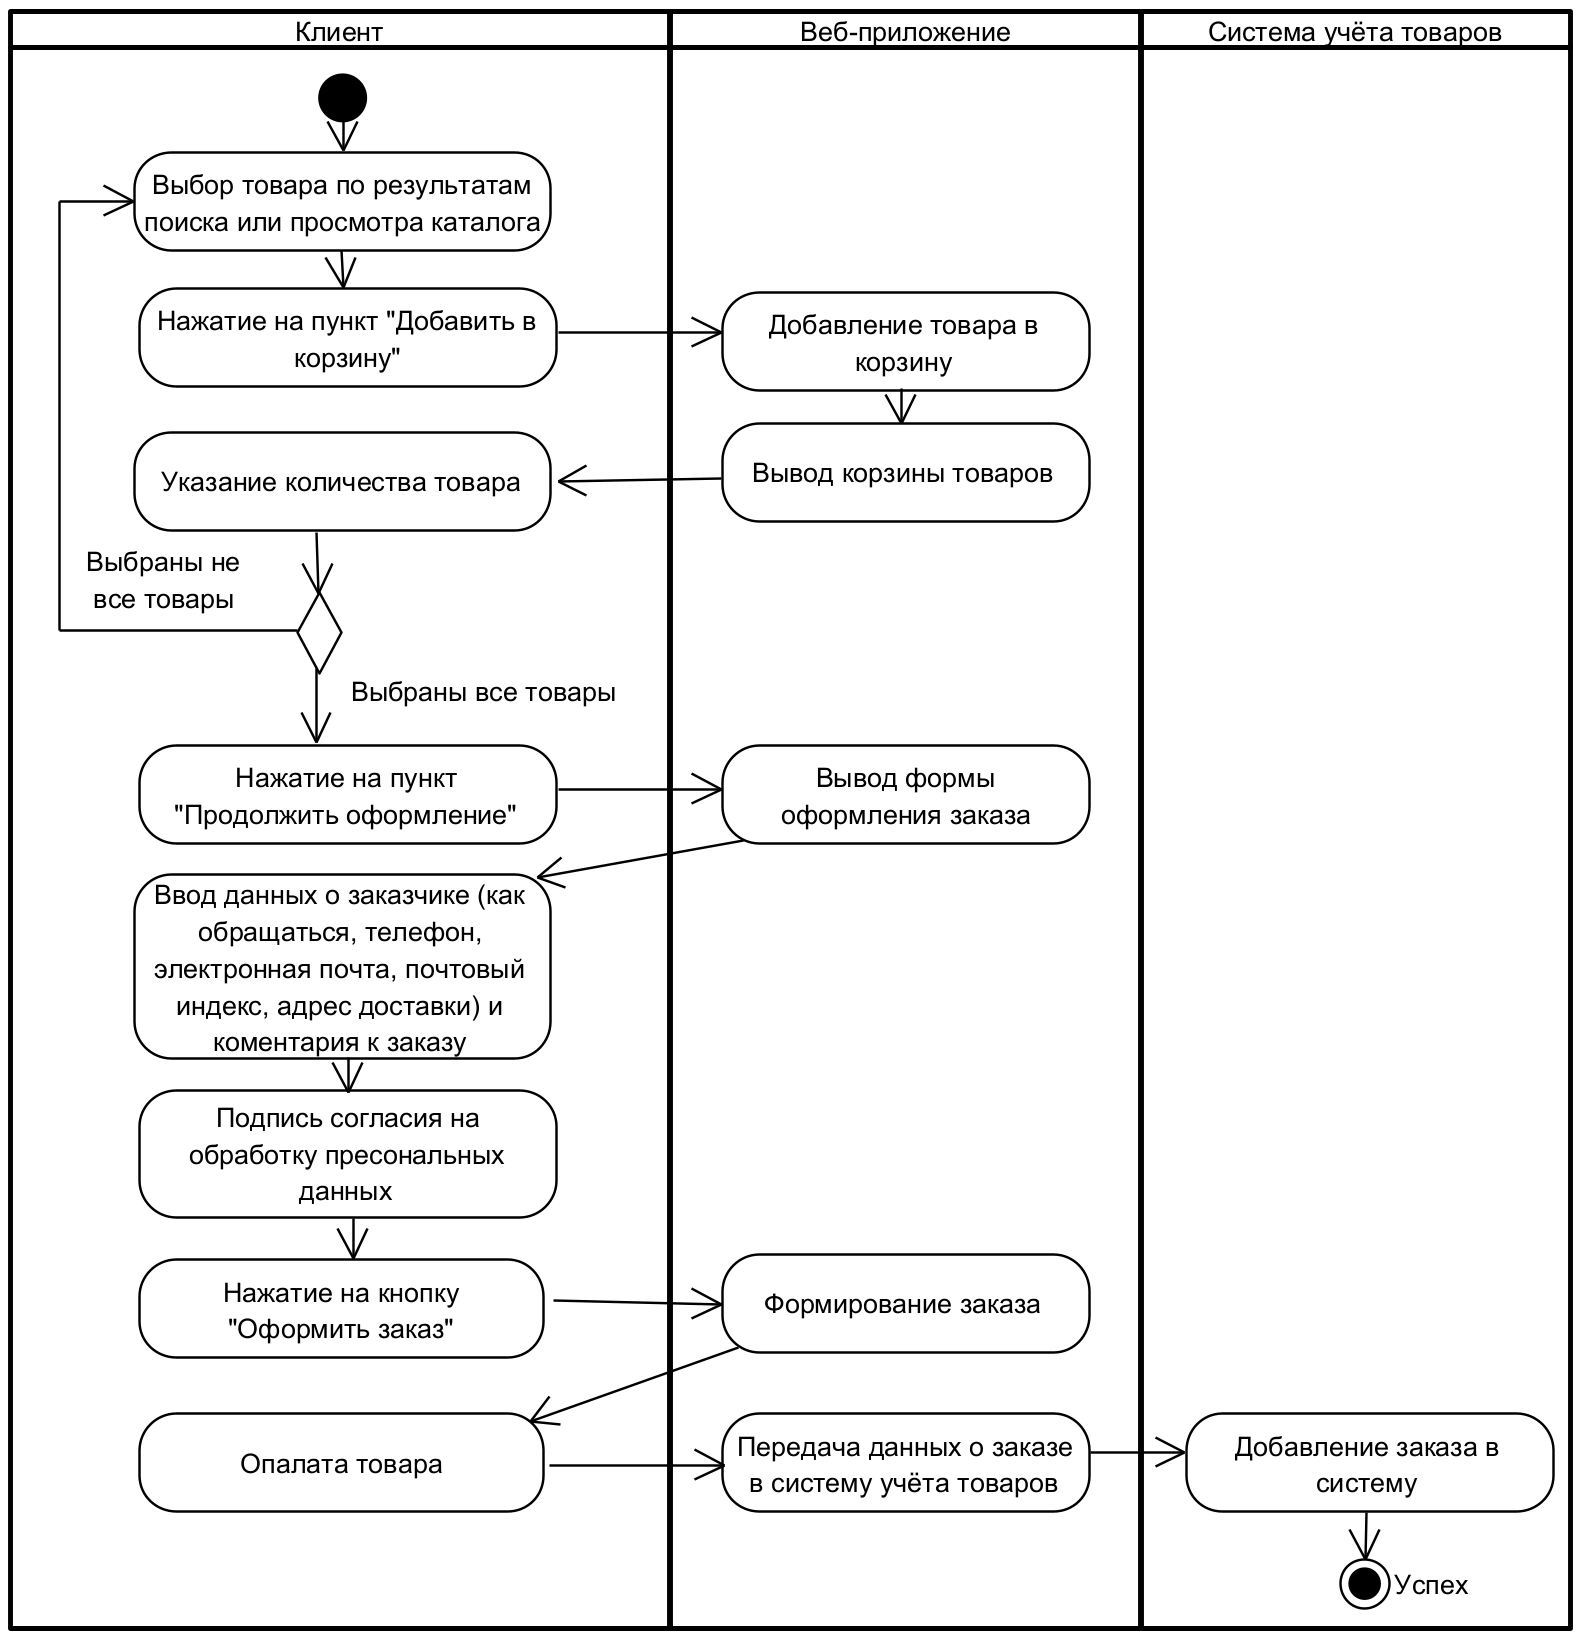 Клиент
Веб-приложение
Система учёта товаров
Выбор товара по результатам
поиска или просмотра каталога
Нажатие на пункт "Добавить в
корзину"
Добавление товара в
корзину
Указание количества товара
Вывод корзины товаров
Выбраны не
все товары
Выбраны все товары
Нажатие на пункт
"Продолжить оформление"
Вывод формы
оформления заказа
Ввод данных о заказчике (как
обращаться, телефон,
электронная почта, почтовый
индекс, адрес доставки) и
коментария к заказу
Подпись согласия на
обработку пресональных
данных
Нажатие на кнопку
"Оформить заказ"
Формирование заказа
Опалата товара
Передача данных о заказе
в систему учёта товаров
Добавление заказа в
систему
Успех